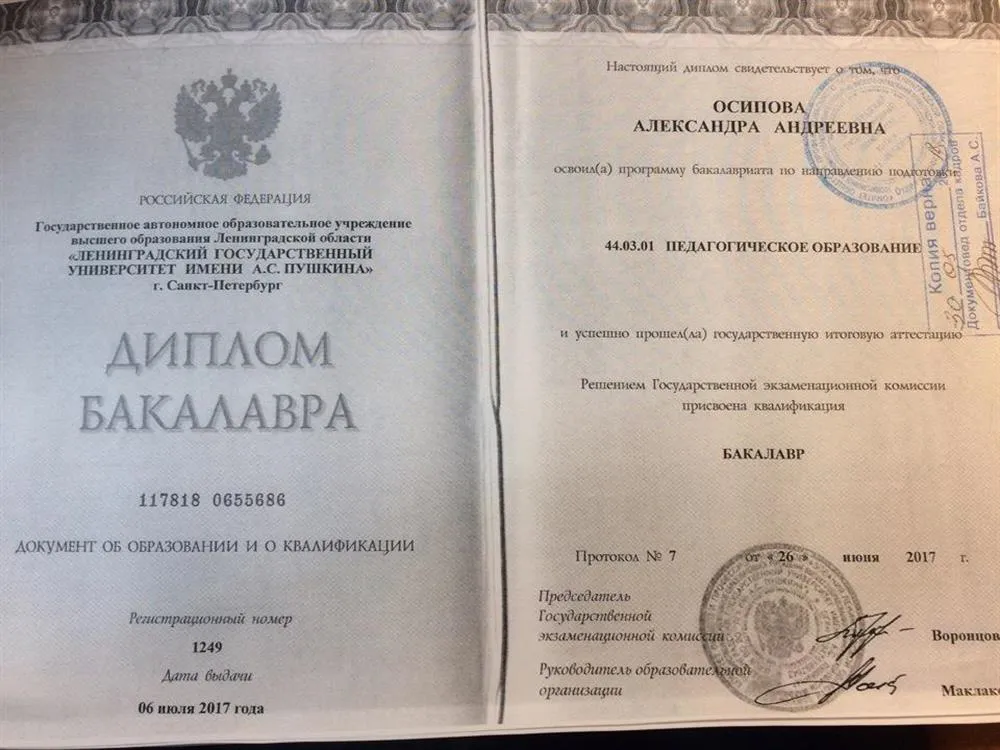 РОССИЙСКАЯ ФЕДЕРАЦИЯ
Государственное автономное образовательное учреждение
высшего образования Ленинградской области
«ЛЕНИНГРАДСКИЙ ГОСУДАРСТВЕННЫЙ
УНИВЕРСИТЕТ ИМЕНИ А.С. ПУШКИНА»
г. Санкт-Петербург
ДИПЛОМ
БАКАЛАВРА
117818 0655686
ДОКУМЕНТ ОБ ОБРАЗОВАНИИ И О КВАЛИФИКАЦИИ
Регистрационный номер
1249
Дата выдачи
06 июля 2017 года
Настоящий диплом свидетельствует о том, что
ОСИПОВА
АЛЕКСАНДРА АНДРЕЕВНА
освоил(а) программу бакалавриата по направлению подготовки
44.03.01 ПЕДАГОГИЧЕСКОЕ ОБРАЗОВАНИЕ
и успешно прошел(ла) государственную итоговую аттестацию
Решением Государственной экзаменационной комиссии
присвоена квалификация
БАКАЛАВР
Протокол № 7 от «26» июня 2017 г.
Председатель
Государственной
экзаменационной комиссии Воронцов
Руководитель образовательной
организации Маклак
Копия верна
Документовед отдела кадров
Байкова А.С.